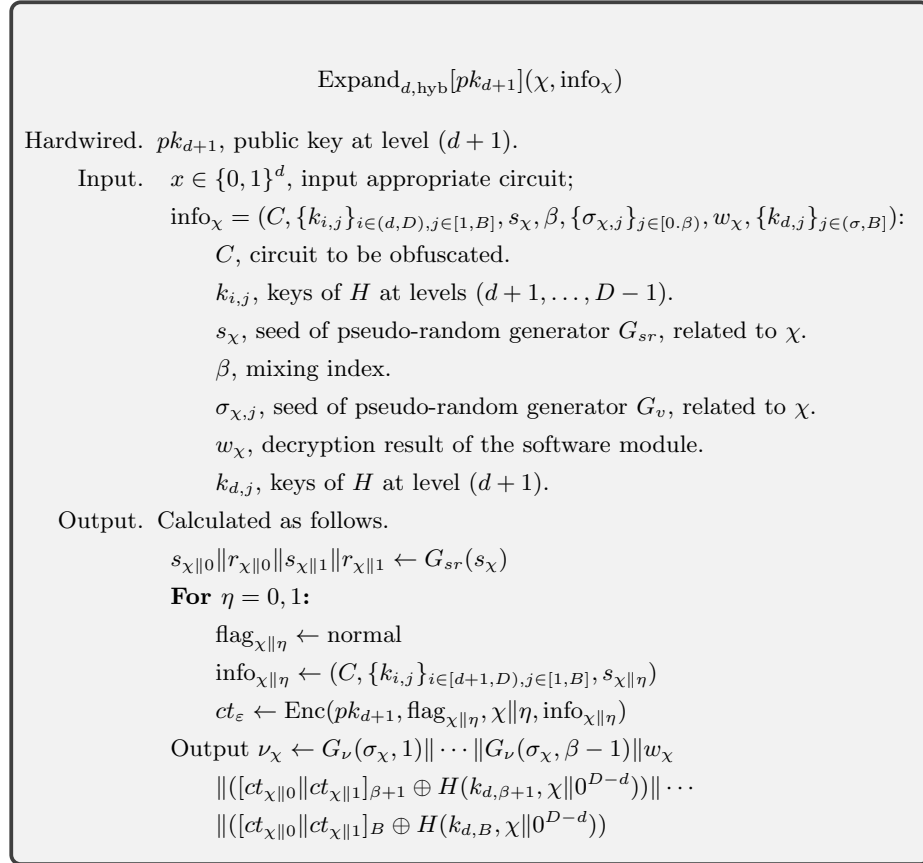 Expand_{d,hyb}[pk_{d+1}](χ, info_χ)
Hardwired. pk_{d+1}, public key at level (d + 1).
Input. x ∈ {0, 1}^d, input appropriate circuit;
info_χ = (C, {k_{i,j}}_{i∈(d,D),j∈[1,B]}, s_χ, β, {σ_{χ,j}}_{j∈[0.β)}, w_χ, {k_{d,j}}_{j∈(σ,B]}):
C, circuit to be obfuscated.
k_{i,j}, keys of H at levels (d + 1, . . . , D − 1).
s_χ, seed of pseudo-random generator G_{sr}, related to χ.
β, mixing index.
σ_{χ,j}, seed of pseudo-random generator G_v, related to χ.
w_χ, decryption result of the software module.
k_{d,j}, keys of H at level (d + 1).
Output. Calculated as follows.
s_{χ∥0}∥r_{χ∥0}∥s_{χ∥1}∥r_{χ∥1} ← G_{sr}(s_χ)
For η = 0, 1:
flag_{χ∥η} ← normal
info_{χ∥η} ← (C, {k_{i,j}}_{i∈[d+1,D),j∈[1,B]}, s_{χ∥η})
ct_ε ← Enc(pk_{d+1}, flag_{χ∥η}, χ∥η, info_{χ∥η})
Output ν_χ ← G_ν(σ_χ, 1)∥ · · · ∥G_ν(σ_χ, β − 1)∥w_χ
∥([ct_{χ∥0}∥ct_{χ∥1}]_{β+1} ⊕ H(k_{d,β+1}, χ∥0^{D−d}))∥ · · ·
∥([ct_{χ∥0}∥ct_{χ∥1}]_B ⊕ H(k_{d,B}, χ∥0^{D−d}))